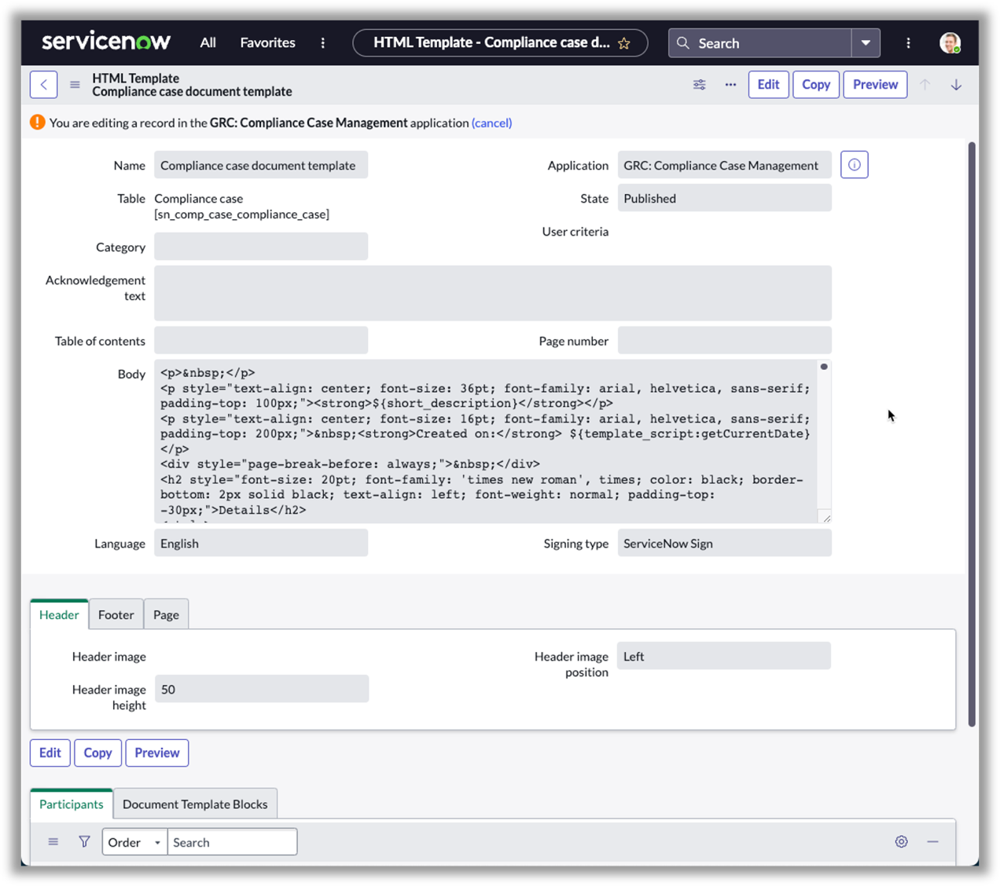 servicenow All Favorites HTML Template - Compliance case d... Search
HTML Template
Compliance case document template
Edit Copy Preview
You are editing a record in the GRC: Compliance Case Management application (cancel)
Name Compliance case document template
Application GRC: Compliance Case Management
Table Compliance case
[sn_comp_case_compliance_case]
State Published
User criteria
Category
Acknowledgement
text
Table of contents
Page number
Body
<p>&nbsp;</p>
<p style="text-align: center; font-size: 36pt; font-family: arial, helvetica, sans-serif;
padding-top: 100px;"><strong>${short_description}</strong></p>
<p style="text-align: center; font-size: 16pt; font-family: arial, helvetica, sans-serif;
padding-top: 200px;">&nbsp;<strong>Created on:</strong> ${template_script:getCurrentDate}
</p>
<div style="page-break-before: always;">&nbsp;</div>
<h2 style="font-size: 20pt; font-family: 'times new roman', times; color: black; border-
bottom: 2px solid black; text-align: left; font-weight: normal; padding-top:
-30px;">Details</h2>
Language English
Signing type ServiceNow Sign
Header Footer Page
Header image
Header image
position
Left
Header image
height
50
Edit Copy Preview
Participants Document Template Blocks
Order Search